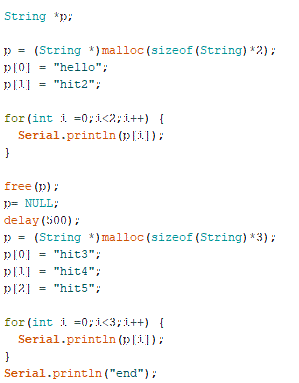 String *p;
p = (String *)malloc(sizeof(String)*2);
p[0] = "hello";
p[1] = "hit2";
for(int i =0;i<2;i++) {
Serial.println(p[i]);
}
free(p);
p= NULL;
delay(500);
p = (String *)malloc(sizeof(String)*3);
p[0] = "hit3";
p[1] = "hit4";
p[2] = "hit5";
for(int i =0;i<3;i++) {
Serial.println(p[i]);
}
Serial.println("end");